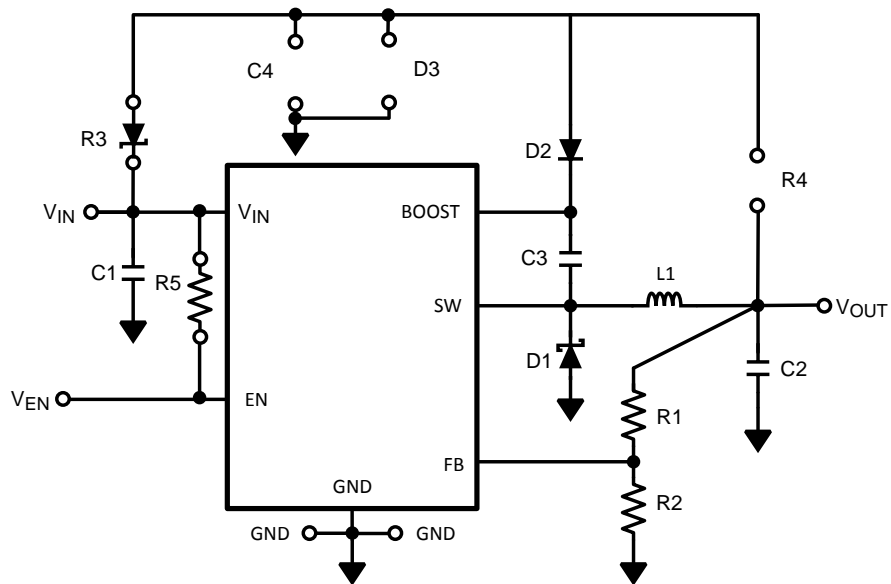 C4
D3
R3
D2
R4
VIN
VIN
BOOST
C1
R5
C3
L1
SW
VOUT
D1
C2
VEN
EN
R1
FB
R2
GND
GND
GND